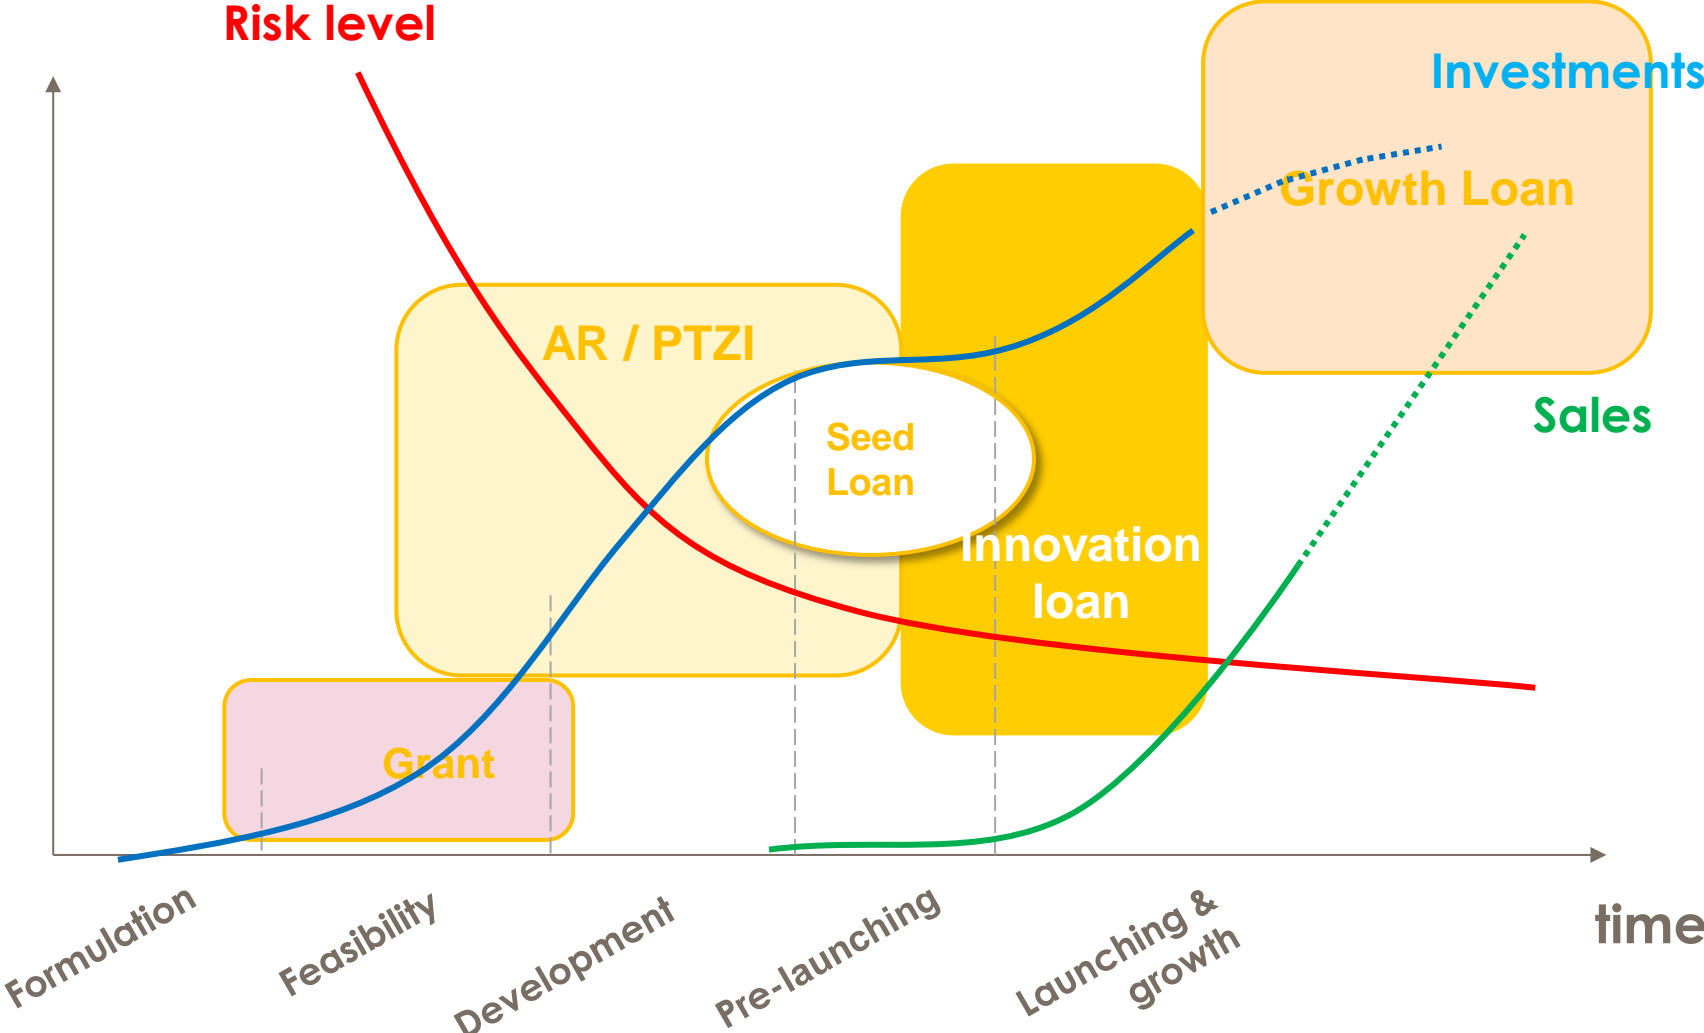 Risk level
Investments
Growth Loan
AR / PTZI
Sales
Seed
Loan
Innovation
loan
Grant
Formulation
Feasibility
Development
Pre-launching
Launching &
growth
time